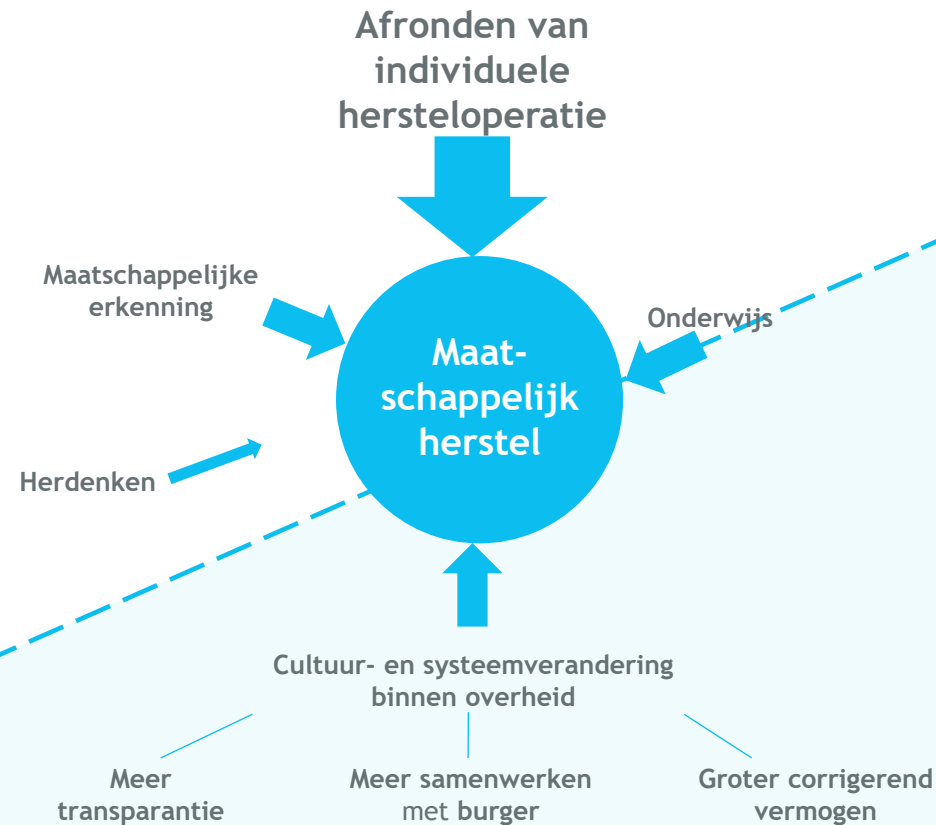 Afronden van
individuele
hersteloperatie
Maatschappelijke
erkenning
Onderwijs
Maat-
schappelijk
herstel
Herdenken
Cultuur- en systeemverandering
binnen overheid
Meer
transparantie
Meer samenwerken
met burger
Groter corrigerend
vermogen